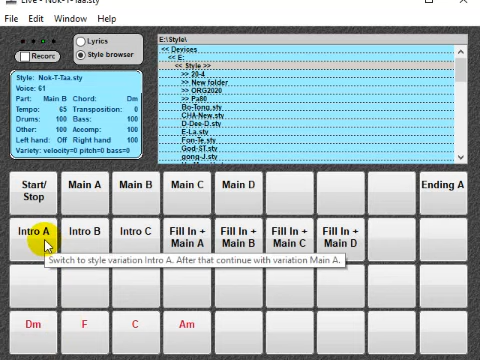 Live - Nok-T-Taa.sty
File Edit Window Help
Record
Lyrics
Style browser
Style: Nok-T-Taa.sty
Voice: 61
Part: Main B Chord: Dm
Tempo: 65 Transposition: 0
Drums: 100 Bass: 100
Other: 100 Accomp: 100
Left hand: Off Right hand 100
Variety: velocity=0 pitch=0 bass=0
E:\Style\
<< Devices
<< E:
<< Style >>
>> 20-4
>> New folder
>> ORG2020
>> Pa80
Bo-Tong.sty
CHA-New.sty
D-Dee-D.sty
E-La.sty
Fon-Te.sty
God-ST.sty
gong-J.sty
Start/
Stop
Main A
Main B
Main C
Main D
Ending A
Intro A
Intro B
Intro C
Fill In +
Main A
Fill In +
Main B
Fill In +
Main C
Fill In +
Main D
Switch to style variation Intro A. After that continue with variation Main A.
Dm
F
C
Am